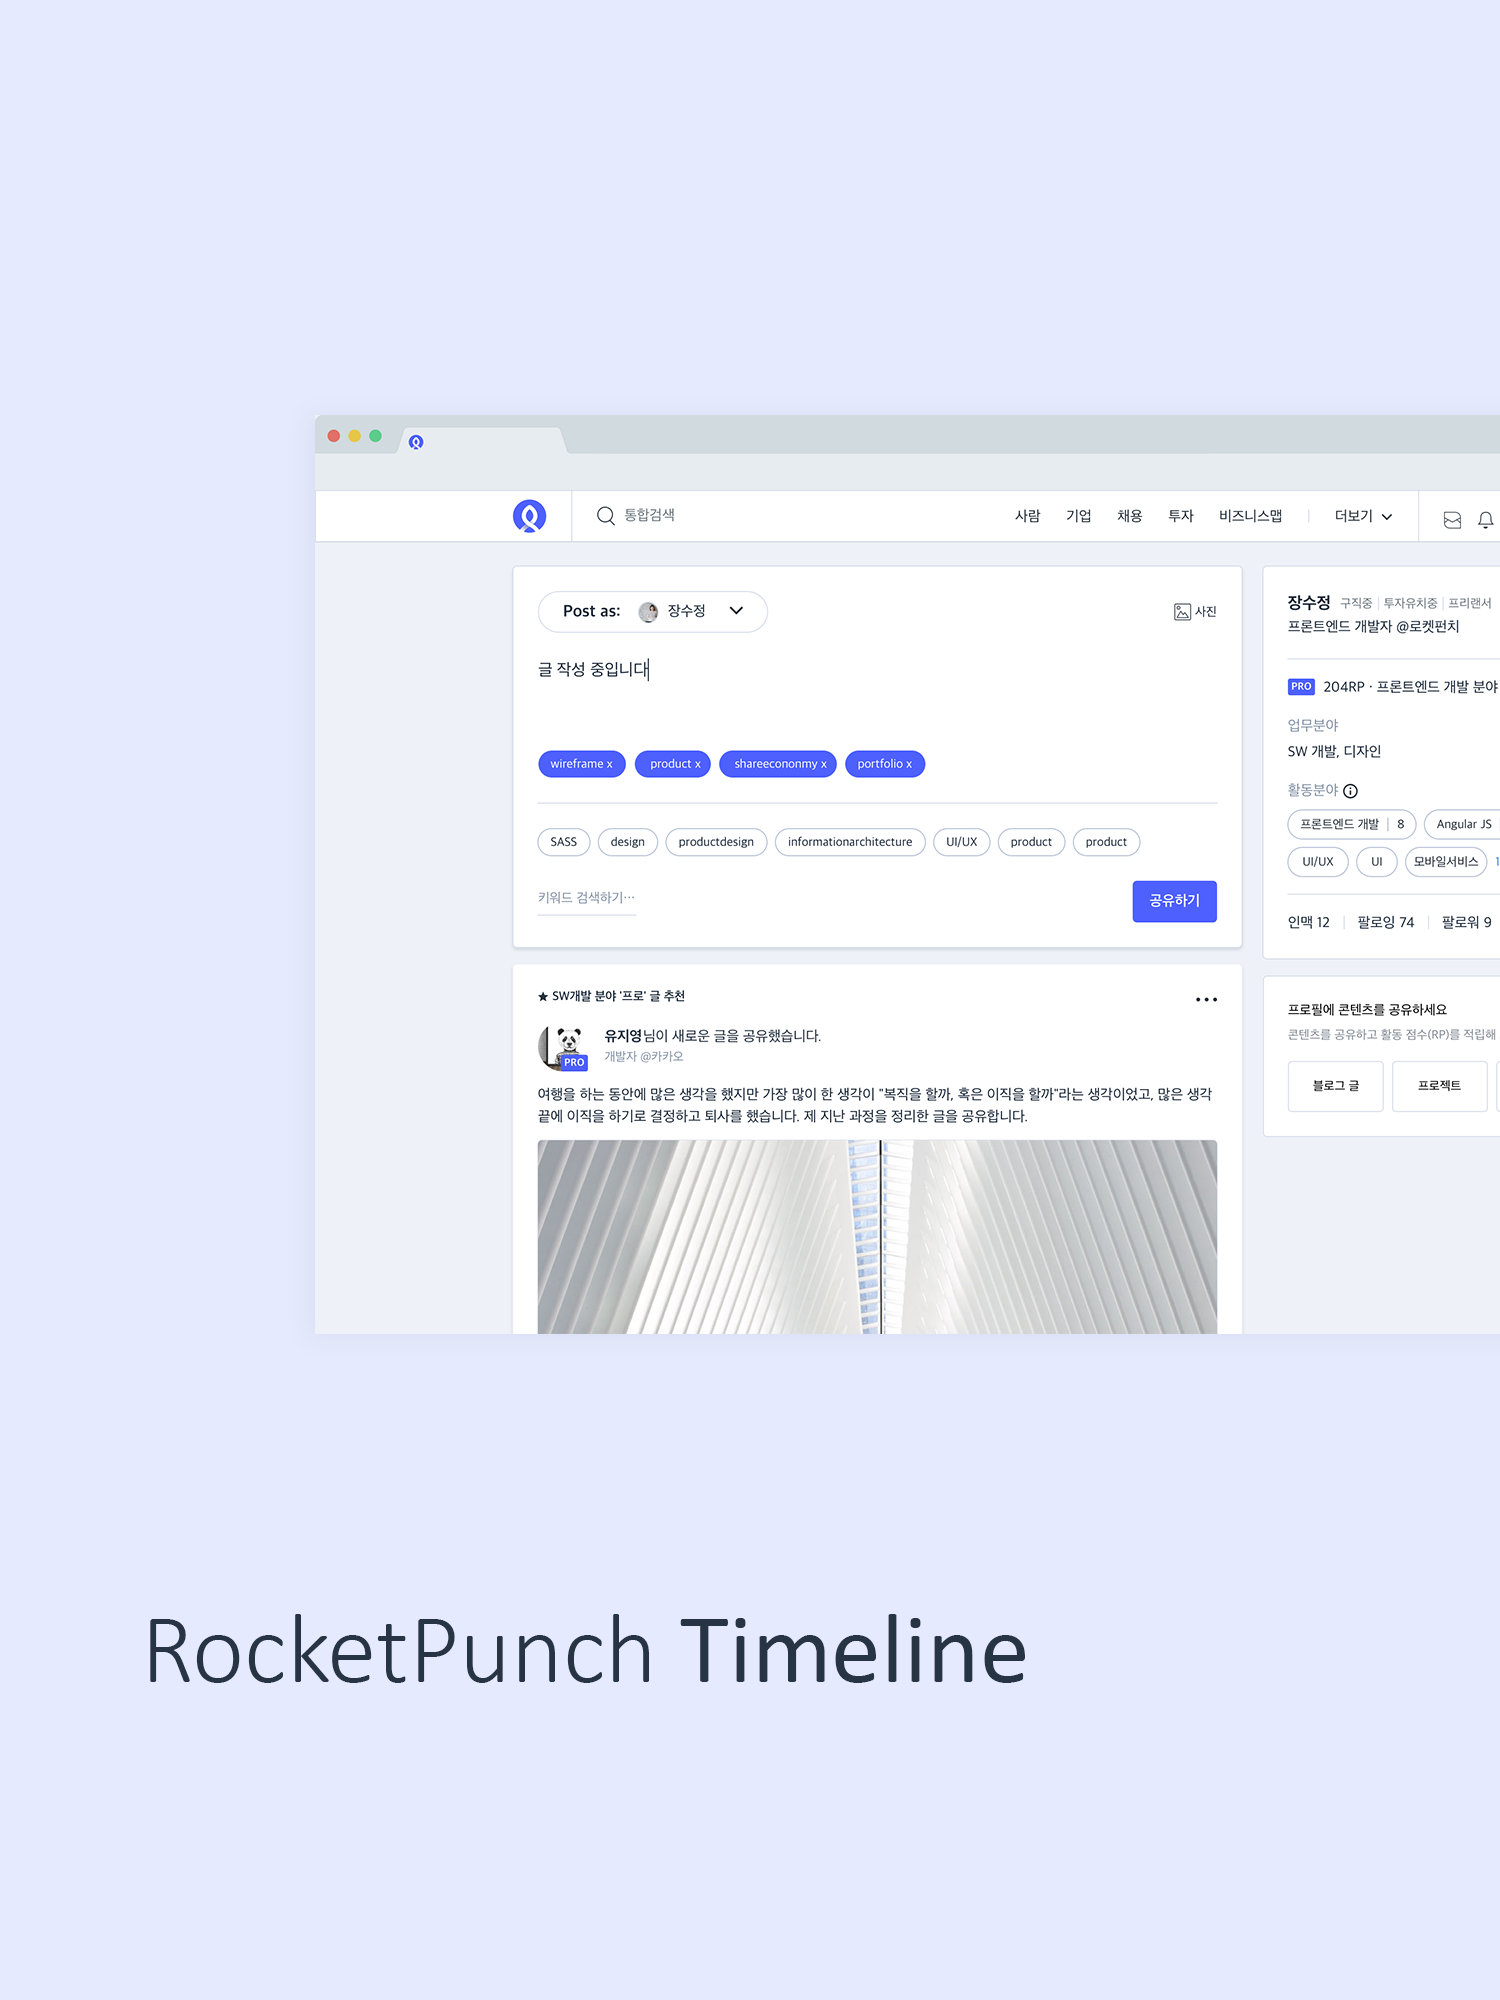 통합검색
사람 기업 채용 투자 비즈니스맵 | 더보기
Post as: 장수정
사진
글 작성 중입니다
wireframe x product x shareecononmy x portfolio x
SASS design productdesign informationarchitecture UI/UX product product
키워드 검색하기...
공유하기
★ SW개발 분야 '프로' 글 추천
유지영님이 새로운 글을 공유했습니다.
개발자 @카카오
PRO
여행을 하는 동안에 많은 생각을 했지만 가장 많이 한 생각이 "복직을 할까, 혹은 이직을 할까"라는 생각이었고, 많은 생각
끝에 이직을 하기로 결정하고 퇴사를 했습니다. 제 지난 과정을 정리한 글을 공유합니다.
장수정 구직중 | 투자유치중 | 프리랜서
프론트엔드 개발자 @로켓펀치
PRO 204RP · 프론트엔드 개발 분야
업무분야
SW 개발, 디자인
활동분야
프론트엔드 개발 | 8 Angular JS
UI/UX UI 모바일서비스 1
인맥 12 | 팔로잉 74 | 팔로워 9
프로필에 콘텐츠를 공유하세요
콘텐츠를 공유하고 활동 점수(RP)를 적립해
블로그 글 프로젝트
RocketPunch Timeline